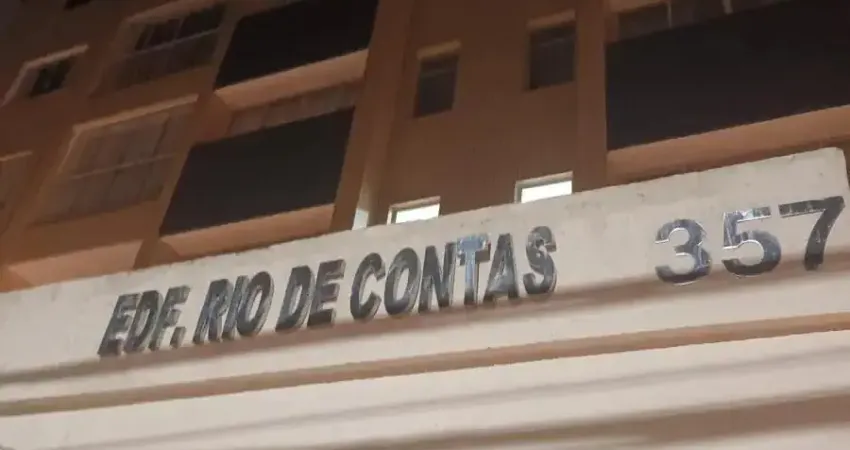 EDF. RIO DE CONTAS 357